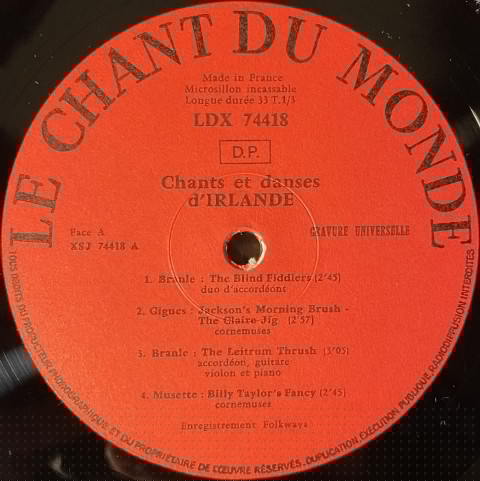 LE CHANT DU MONDE
Made in France
Microsillon incassable
Longue durée 33 T.1/3
LDX 74418
D.P.
Chants et danses
d'IRLANDE
Face A
XSJ 74418 A
GRAVURE UNIVERSELLE
1. Branle : The Blind Fiddlers (2'45)
duo d'accordéons
2. Gigues : Jackson's Morning Brush -
The Claire Jig (2'57)
cornemuses
3. Branle : The Leitrum Thrush (3'05)
accordéon, guitare
violon et piano
4. Musette : Billy Taylor's Fancy (2'45)
cornemuses
Enregistrement Folkways
TOUS DROITS DU PRODUCTEUR PHONOGRAPHIQUE ET DU PROPRIÉTAIRE DE L'ŒUVRE RÉSERVÉS. DUPLICATION EXÉCUTION PUBLIQUE RADIODIFFUSION INTERDITES